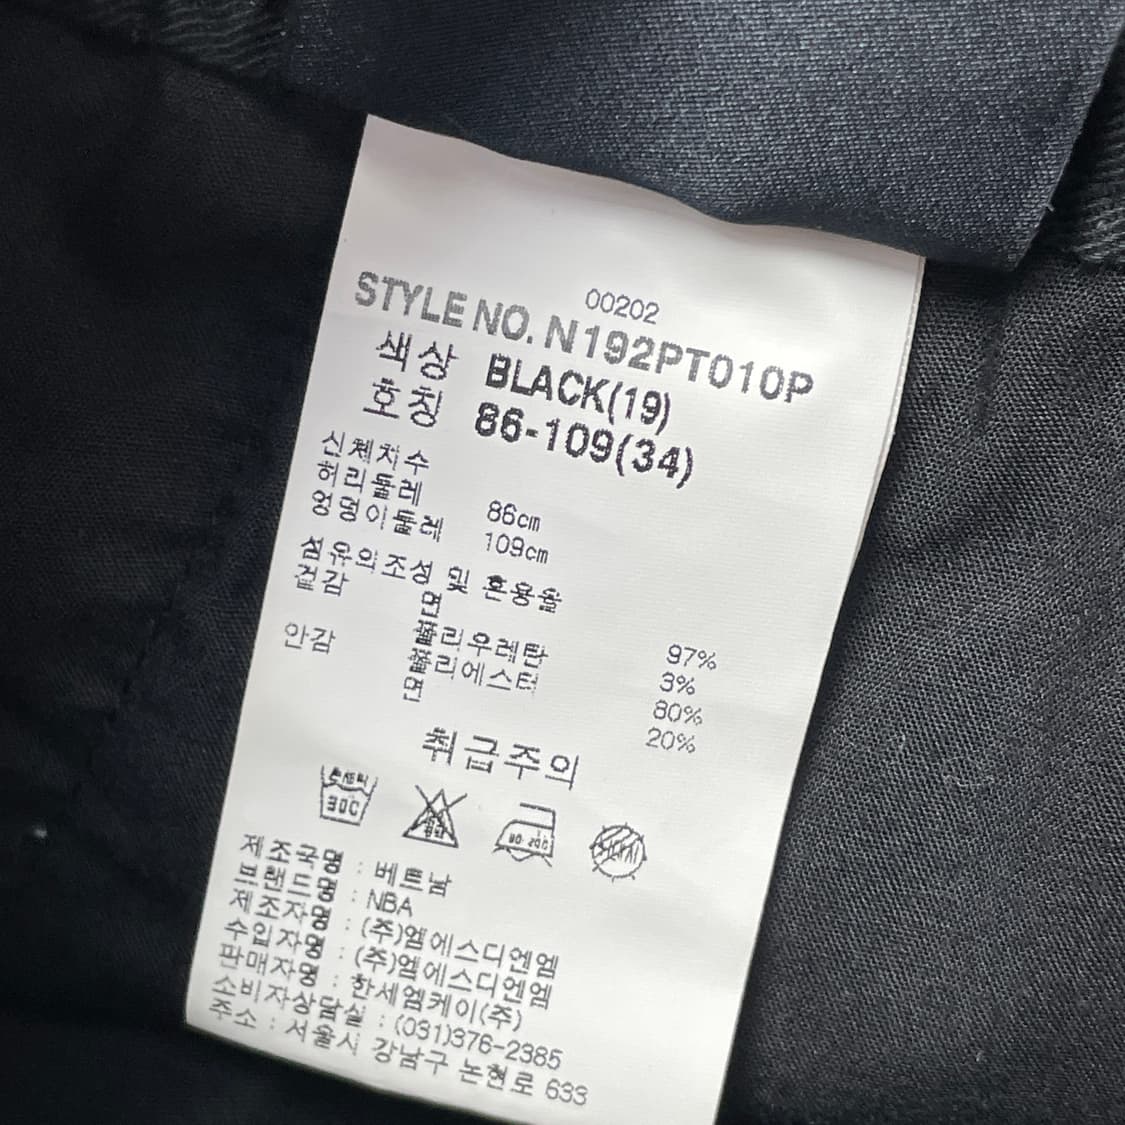 00202
STYLE NO. N192PT010P
색상 BLACK(19)
호칭 86-109(34)
신체치수
허리둘레 86cm
엉덩이둘레 109cm
섬유의조성 및 혼용율
겉감 면 97%
폴리우레탄 3%
안감 폴리에스터 80%
면 20%
취급주의
30C
제조국명 : 베트남
프랜드명 : NBA
제조자명 : (주)엠에스디엔엠
수입자명 : (주)엠에스디엔엠
판매자명 : 한세엠케이(주)
소비자상담실 : (031)376-2385
주소 : 서울시 강남구 논현로 633